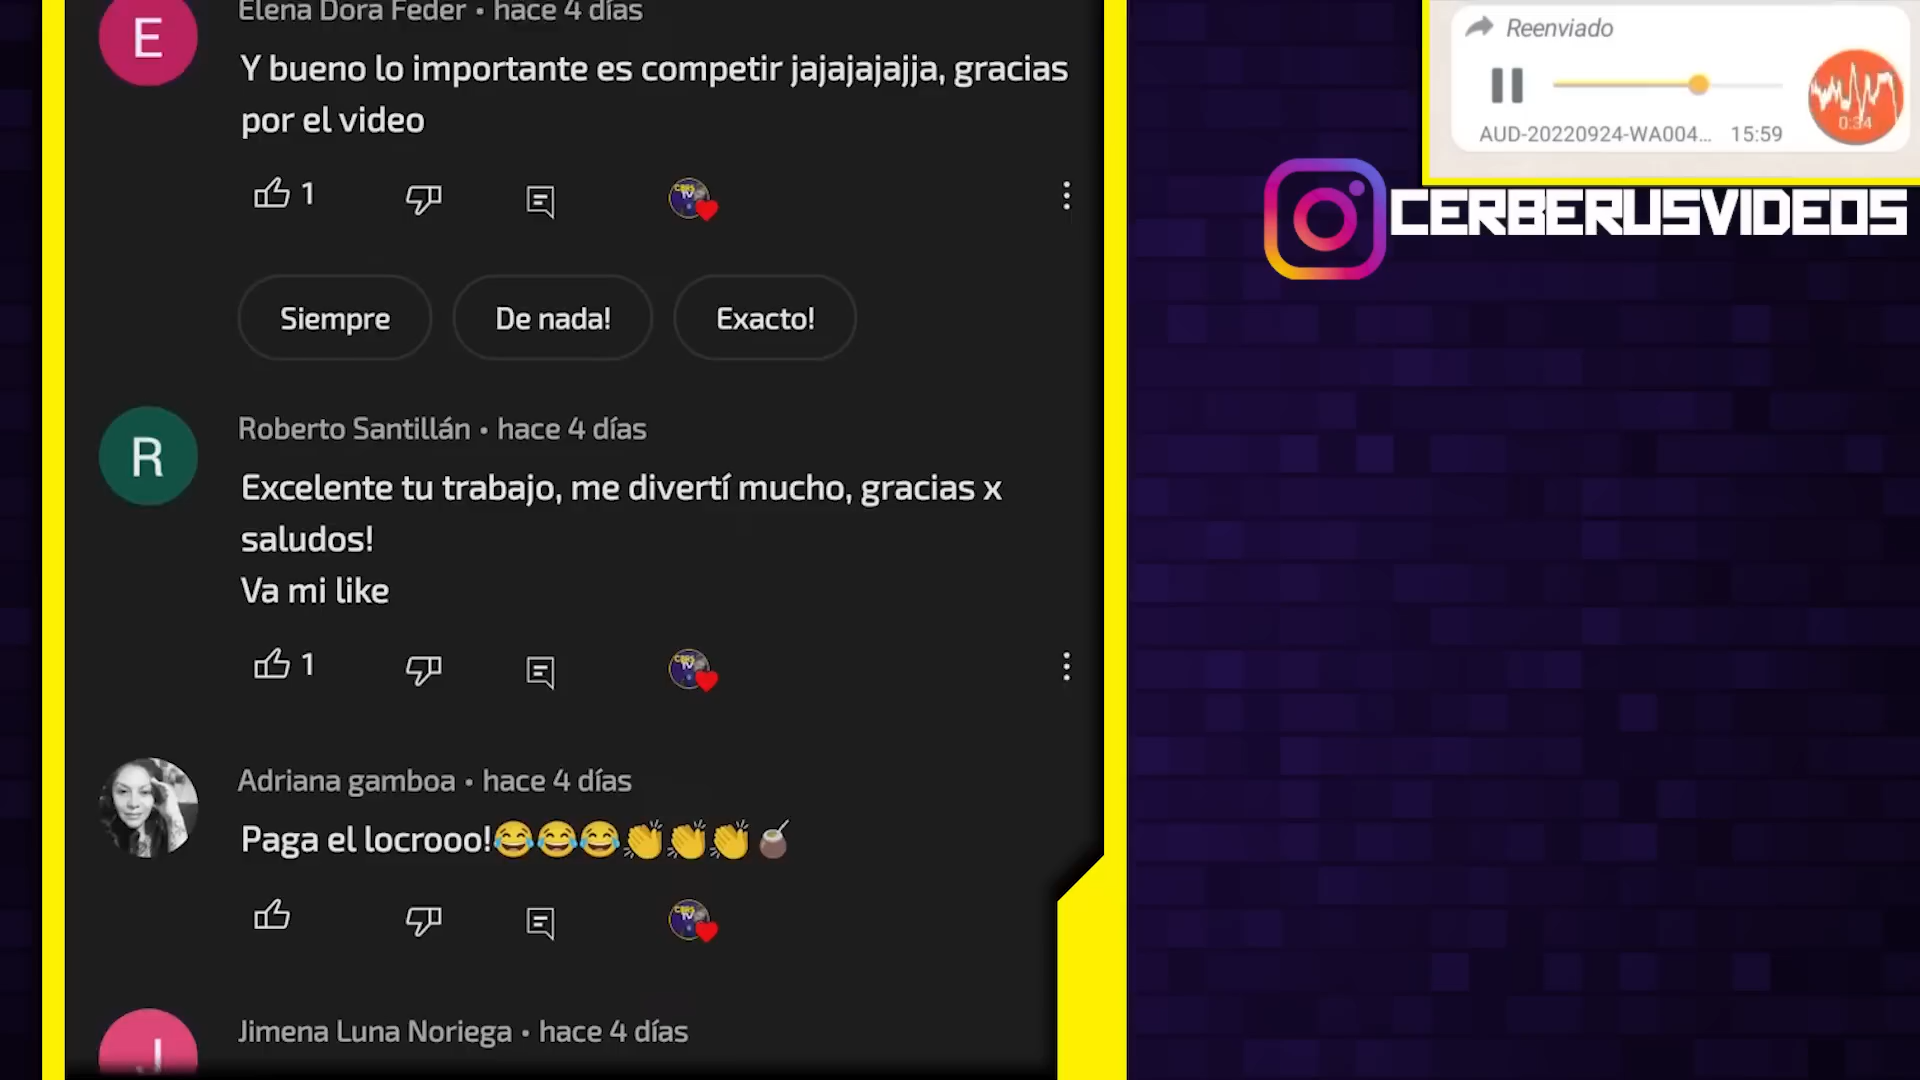 Elena Dora Feder • hace 4 días
E
Y bueno lo importante es competir jajajajajja, gracias
por el video
1
Siempre
De nada!
Exacto!
Roberto Santillán • hace 4 días
R
Excelente tu trabajo, me divertí mucho, gracias x
saludos!
Va mi like
1
Adriana gamboa • hace 4 días
Paga el locrooo!😂😂😂👏👏👏🧉
Jimena Luna Noriega • hace 4 días
J
Reenviado
0:34
AUD-20220924-WA004... 15:59
CERBERUSVIDEOS